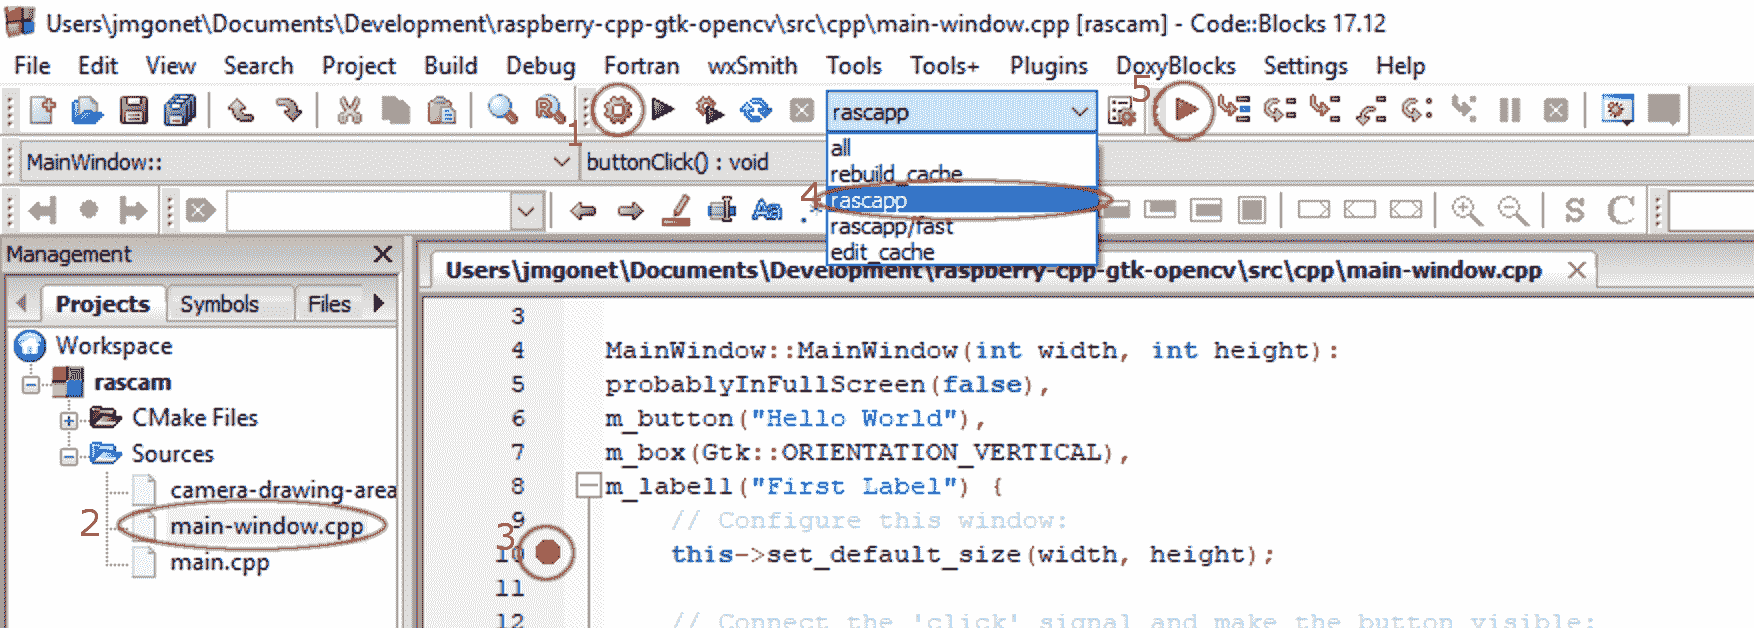 Users\jmgonet\Documents\Development\raspberry-cpp-gtk-opencv\src\cpp\main-window.cpp [rascam] - Code::Blocks 17.12
File Edit View Search Project Build Debug Fortran wxSmith Tools Tools+ Plugins DoxyBlocks Settings Help
1
rascapp
5
MainWindow::
buttonClick() : void
all
rebuild_cache
4
rascapp
rascapp/fast
edit_cache
Aa
.*
S
C
Management
Users\jmgonet\Documents\Development\raspberry-cpp-gtk-opencv\src\cpp\main-window.cpp
Projects Symbols Files
Workspace
rascam
CMake Files
Sources
camera-drawing-area
2
main-window.cpp
main.cpp
3
4 MainWindow::MainWindow(int width, int height):
5 probablyInFullScreen(false),
6 m_button("Hello World"),
7 m_box(Gtk::ORIENTATION_VERTICAL),
8 m_label1("First Label") {
9 // Configure this window:
3
10 this->set_default_size(width, height);
11
12 // Connect the 'click' signal and make the button visible: